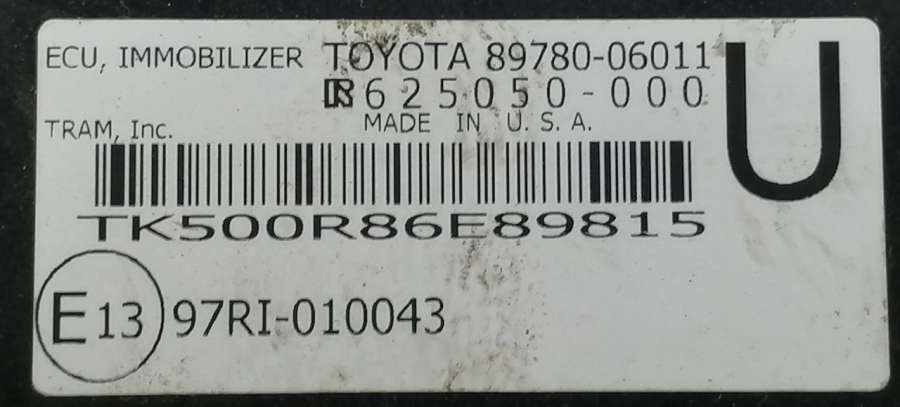 ECU, IMMOBILIZER TOYOTA 89780-06011
625050-000
TRAM, Inc. MADE IN U.S.A.
U
TK500R86E89815
E13 97RI-010043